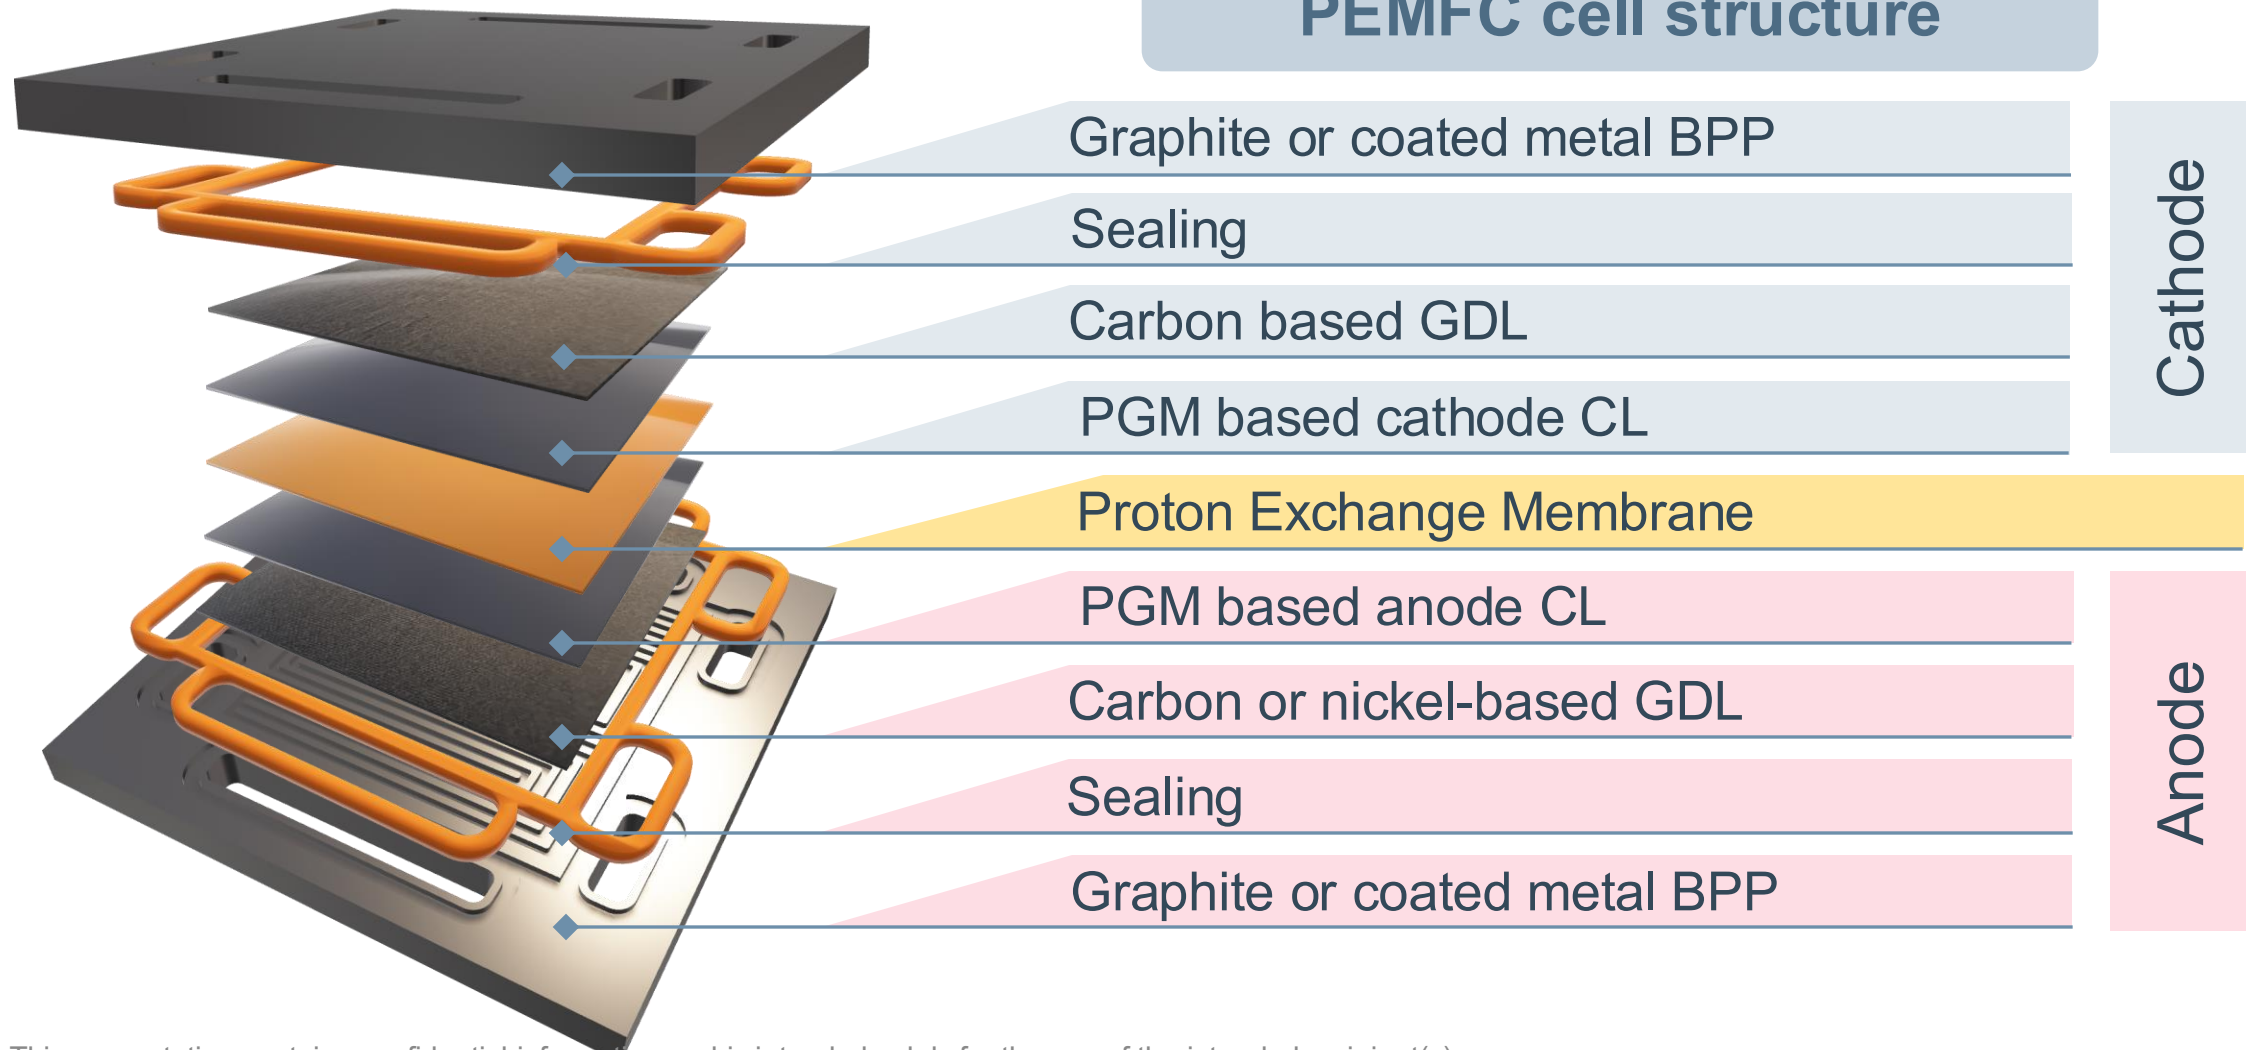 PEMFC cell structure
Graphite or coated metal BPP
Sealing
Carbon based GDL
PGM based cathode CL
Cathode
Proton Exchange Membrane
PGM based anode CL
Carbon or nickel-based GDL
Sealing
Graphite or coated metal BPP
Anode